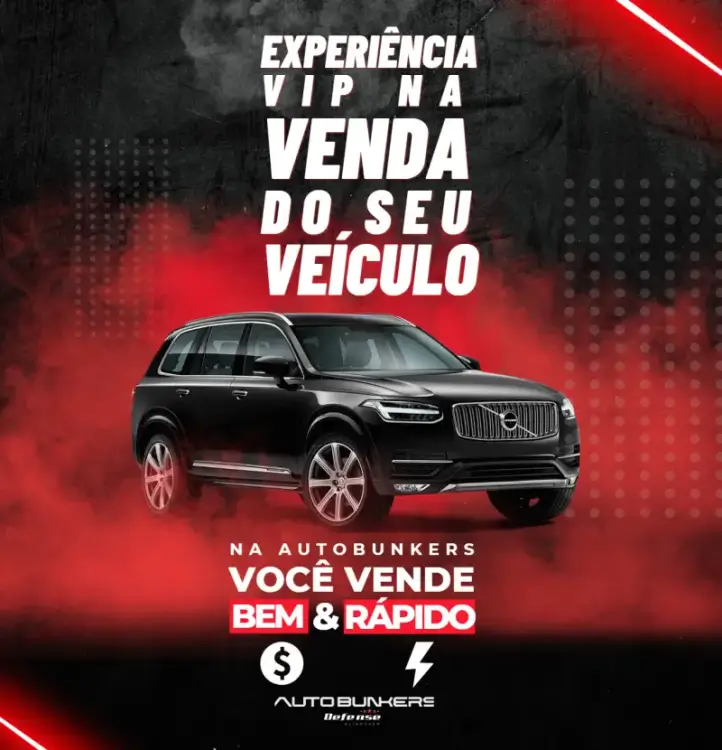 EXPERIÊNCIA
VIP NA
VENDA
DO SEU
VEÍCULO
NA AUTOBUNKERS
VOCÊ VENDE
BEM & RÁPIDO
$
AUTOBUNKERS
Defense